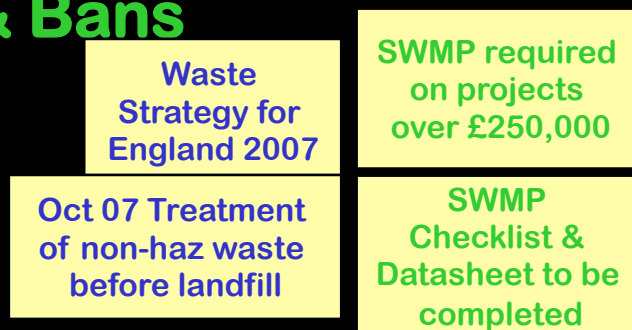 & Bans
Waste
Strategy for
England 2007
SWMP required
on projects
over £250,000
Oct 07 Treatment
of non-haz waste
before landfill
SWMP
Checklist &
Datasheet to be
completed